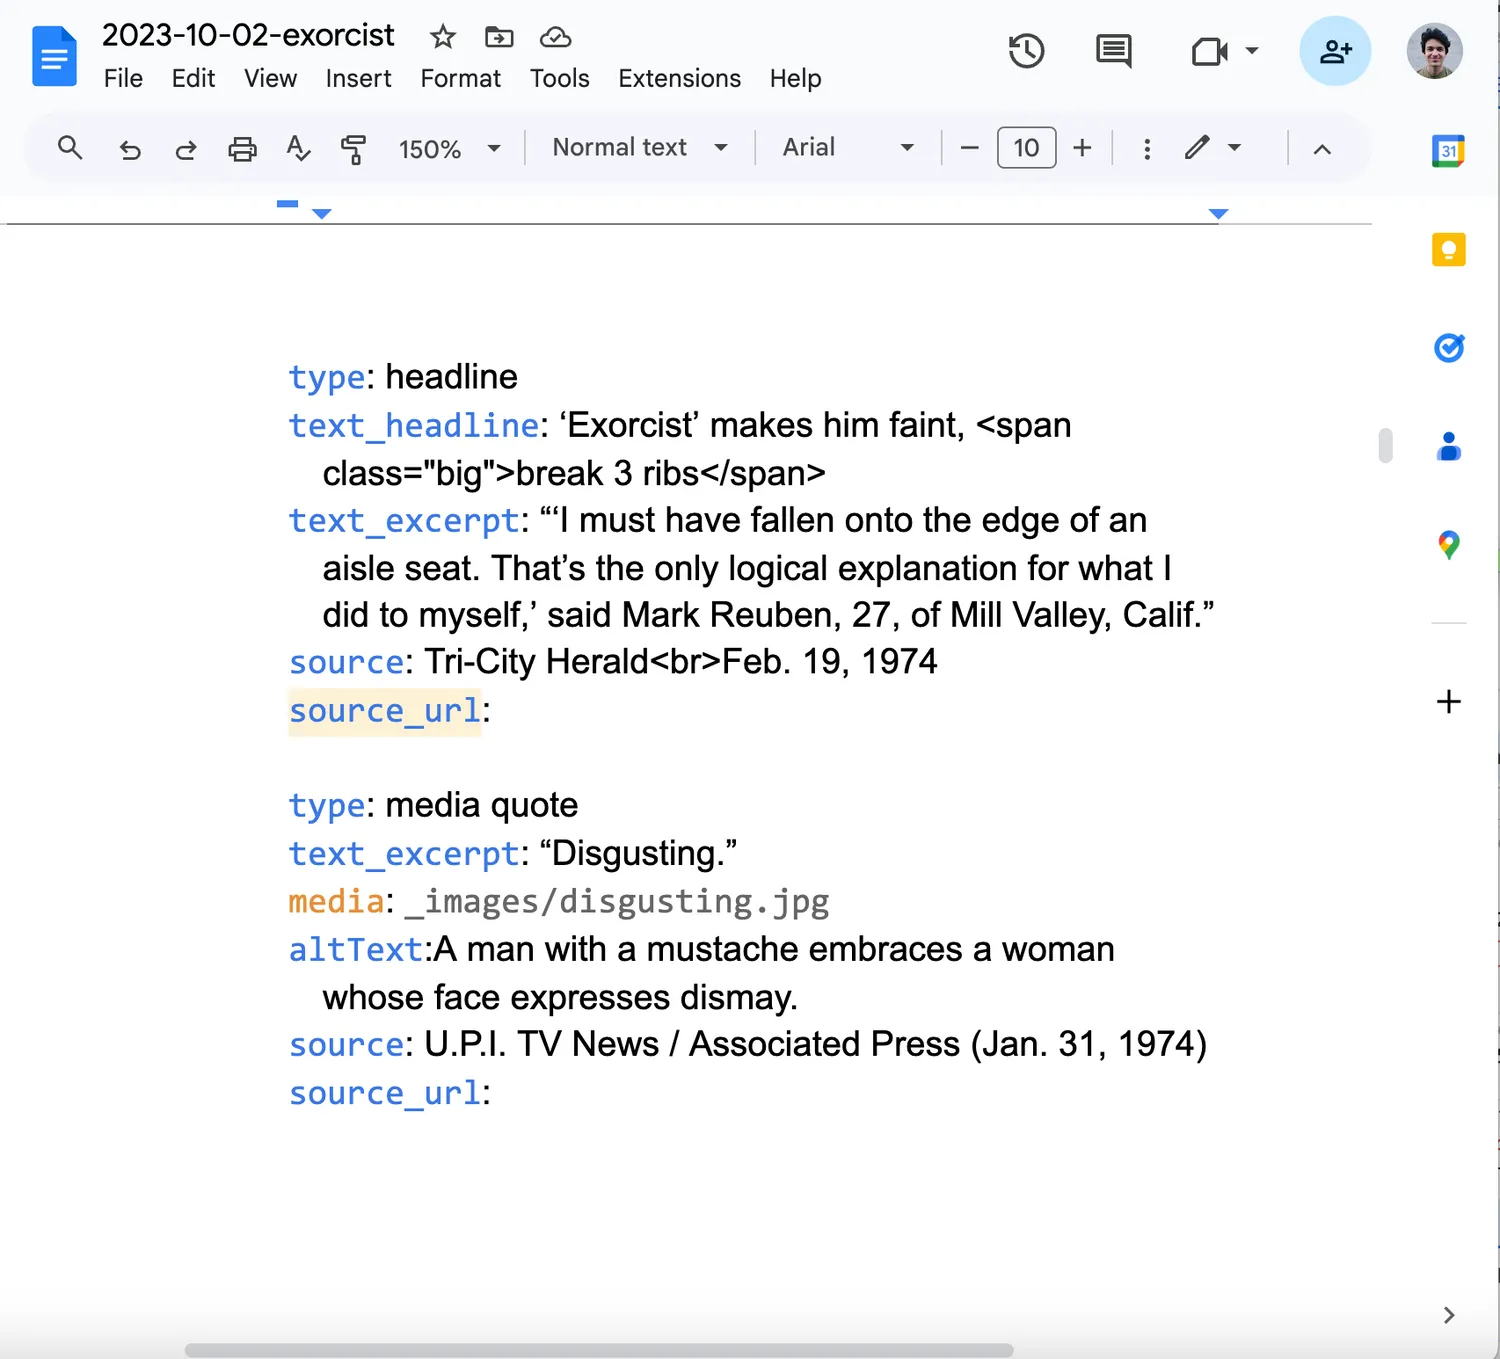 2023-10-02-exorcist
File Edit View Insert Format Tools Extensions Help
150% Normal text Arial 10
31
type: headline
text_headline: ‘Exorcist’ makes him faint, <span
class="big">break 3 ribs</span>
text_excerpt: “‘I must have fallen onto the edge of an
aisle seat. That’s the only logical explanation for what I
did to myself,’ said Mark Reuben, 27, of Mill Valley, Calif.”
source: Tri-City Herald<br>Feb. 19, 1974
source_url:
type: media quote
text_excerpt: “Disgusting.”
media: _images/disgusting.jpg
altText:A man with a mustache embraces a woman
whose face expresses dismay.
source: U.P.I. TV News / Associated Press (Jan. 31, 1974)
source_url: